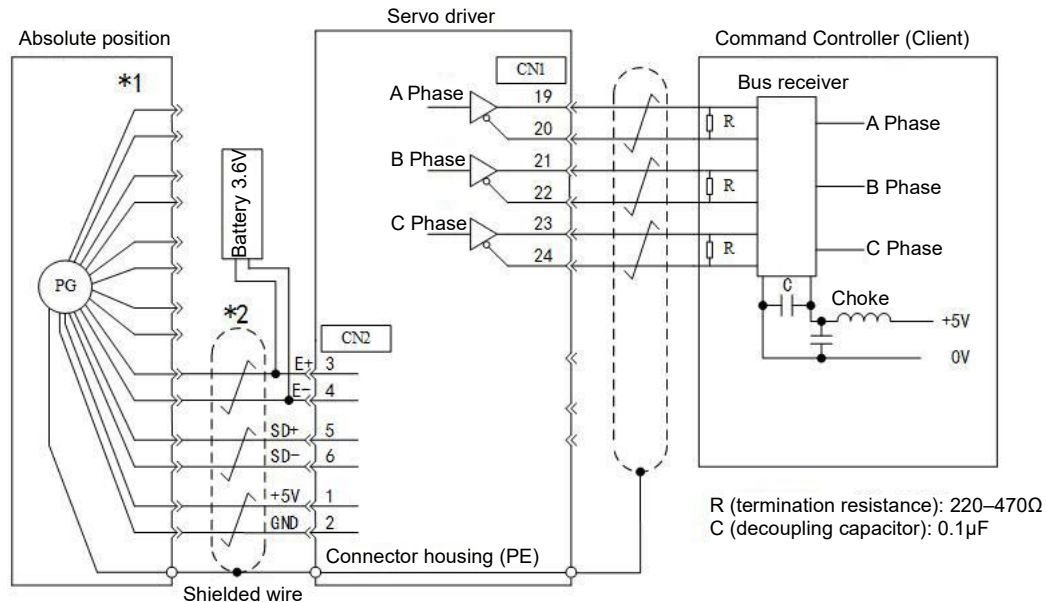 Servo driver
Absolute position
Command Controller (Client)
*1
CN1
Bus receiver
A Phase
19
20
R
A Phase
B Phase
21
22
R
B Phase
C Phase
23
24
R
C Phase
Battery 3.6V
PG
C
Choke
+5V
0V
*2
CN2
E+ 3
E- 4
SD+ 5
SD- 6
+5V 1
GND 2
R (termination resistance): 220–470Ω
C (decoupling capacitor): 0.1µF
Connector housing (PE)
Shielded wire